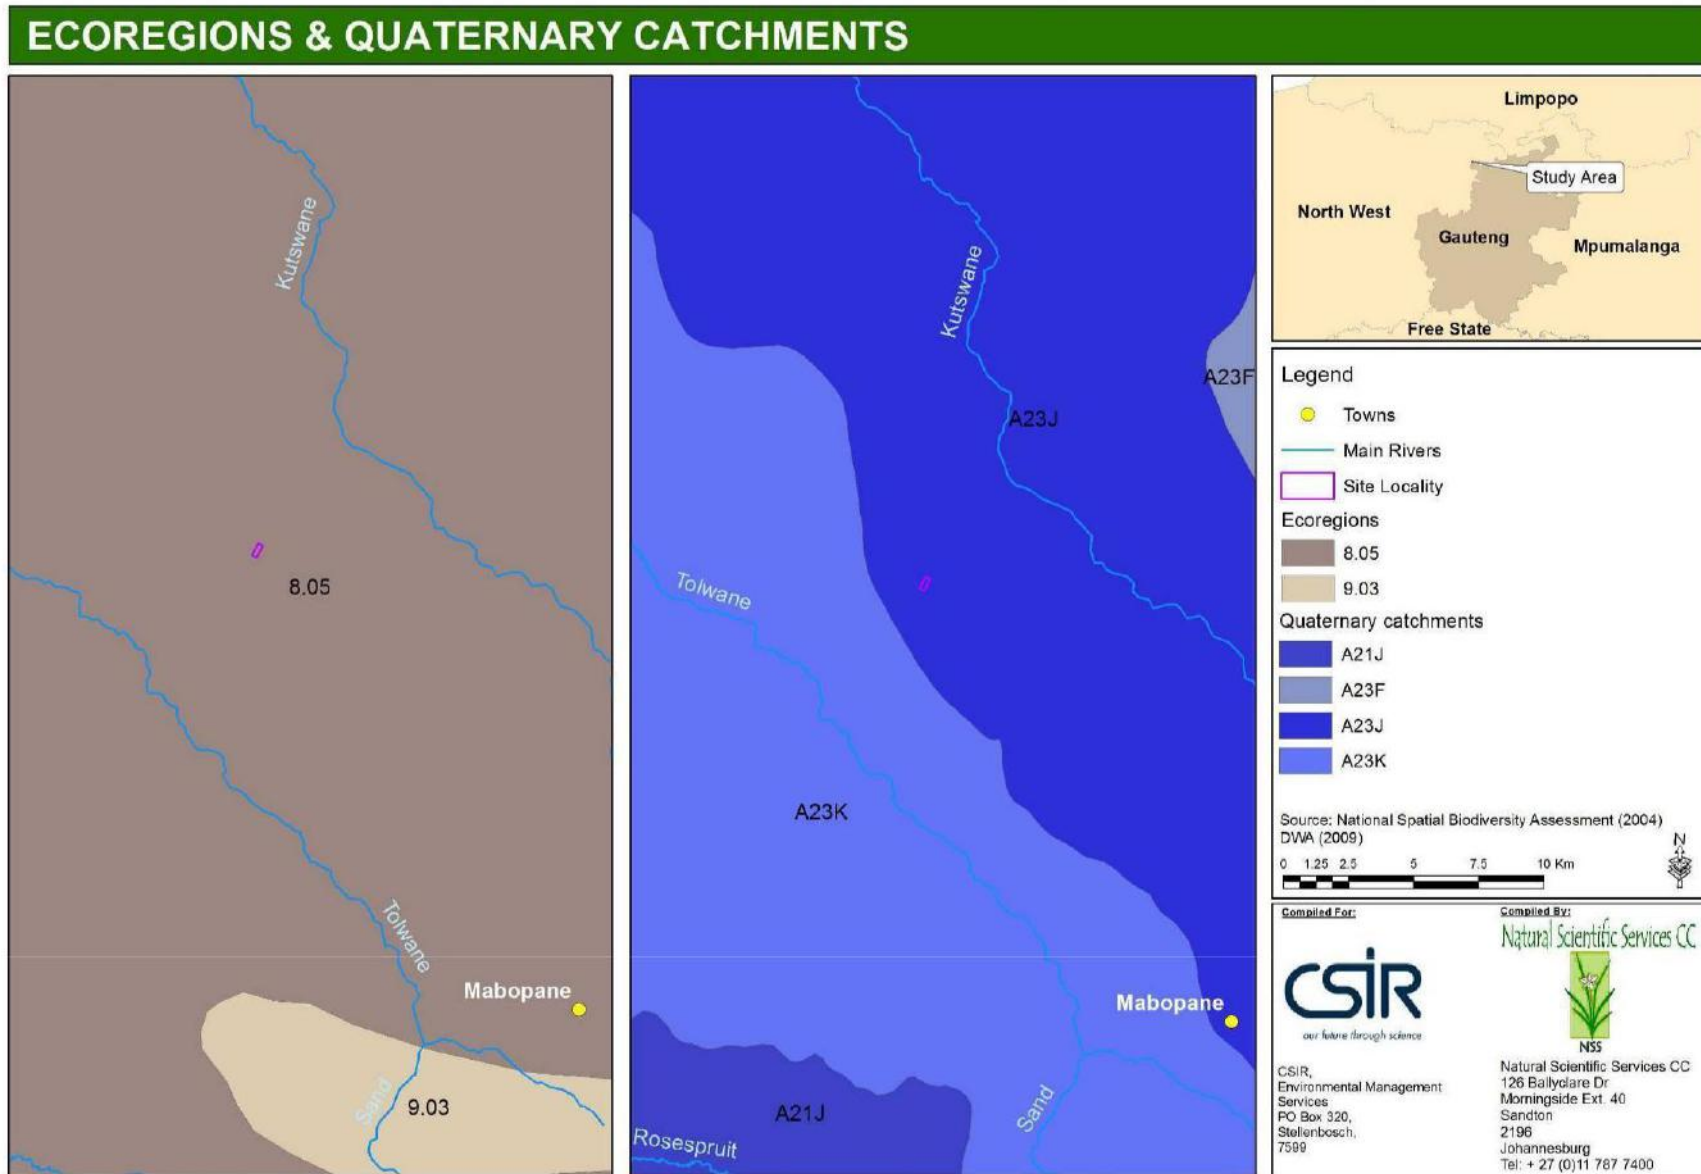 ECOREGIONS & QUATERNARY CATCHMENTS
Kutswane
8.05
Tolwane
Mabopane
Sand
9.03
Kutswane
A23F
A23J
Tolwane
A23K
Mabopane
Sand
A21J
Rosespruit
Limpopo
Study Area
North West
Gauteng
Mpumalanga
Free State
Legend
Towns
Main Rivers
Site Locality
Ecoregions
8.05
9.03
Quaternary catchments
A21J
A23F
A23J
A23K
Source: National Spatial Biodiversity Assessment (2004)
DWA (2009)
N
0 1.25 2.5 5 7.5 10 Km
Compiled For:
CSIR
our future through science
CSIR,
Environmental Management
Services
PO Box 320,
Stellenbosch,
7599
Compiled By:
Natural Scientific Services CC
NSS
Natural Scientific Services CC
126 Ballyclare Dr
Morningside Ext. 40
Sandton
2196
Johannesburg
Tel: + 27 (0)11 787 7400